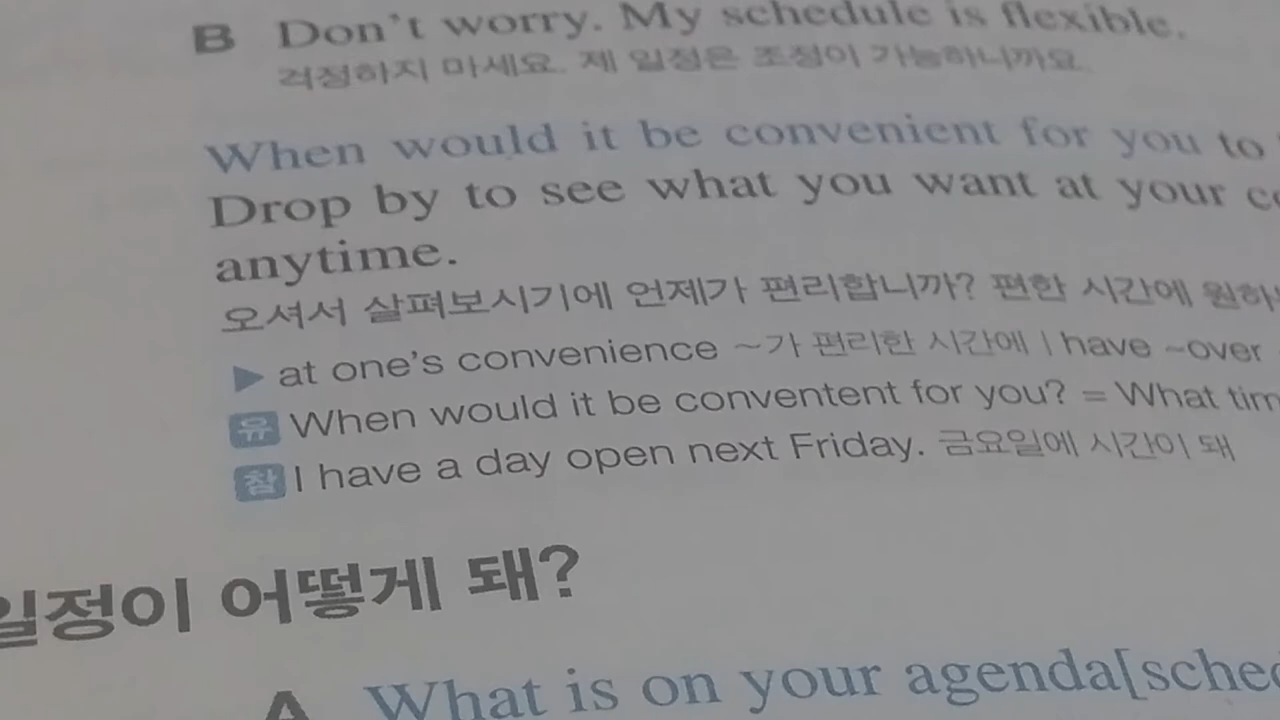 B Don't worry. My schedule is flexible.
걱정하지 마세요. 제 일정은 조정이 가능하니까요.
When would it be convenient for you to
Drop by to see what you want at your
anytime.
오셔서 살펴보시기에 언제가 편리합니까? 편한 시간에 원하
▶ at one's convenience ~가 편리한 시간에 | have ~over
유 When would it be conventent for you? = What tim
참 I have a day open next Friday. 금요일에 시간이 돼
일정이 어떻게 돼?
A What is on your agenda[sched